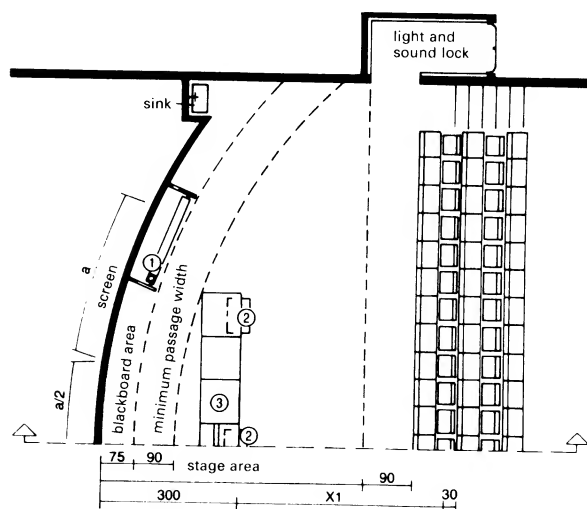 light and
sound lock
sink
a
screen
a/2
blackboard area
minimum passage width
1
2
3
2
75
90
stage area
90
300
X1
30